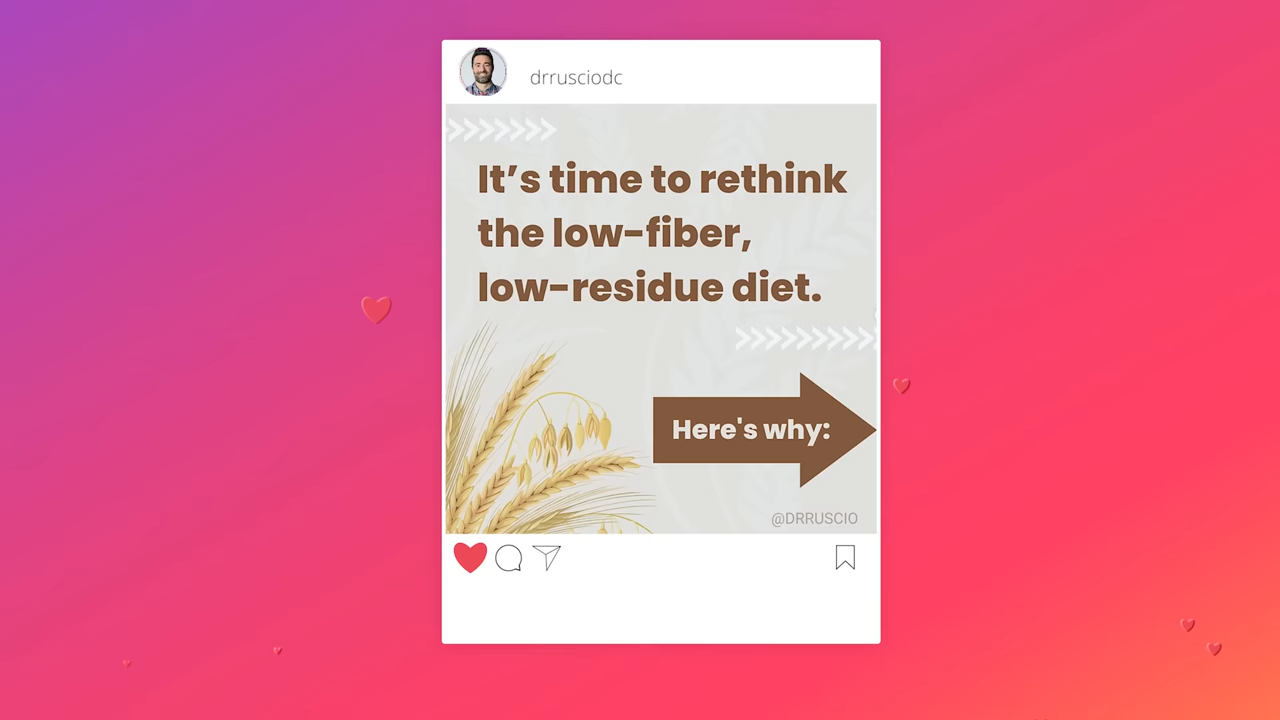 drrusciodc
It’s time to rethink
the low-fiber,
low-residue diet.
Here's why:
@DRRUSCIO